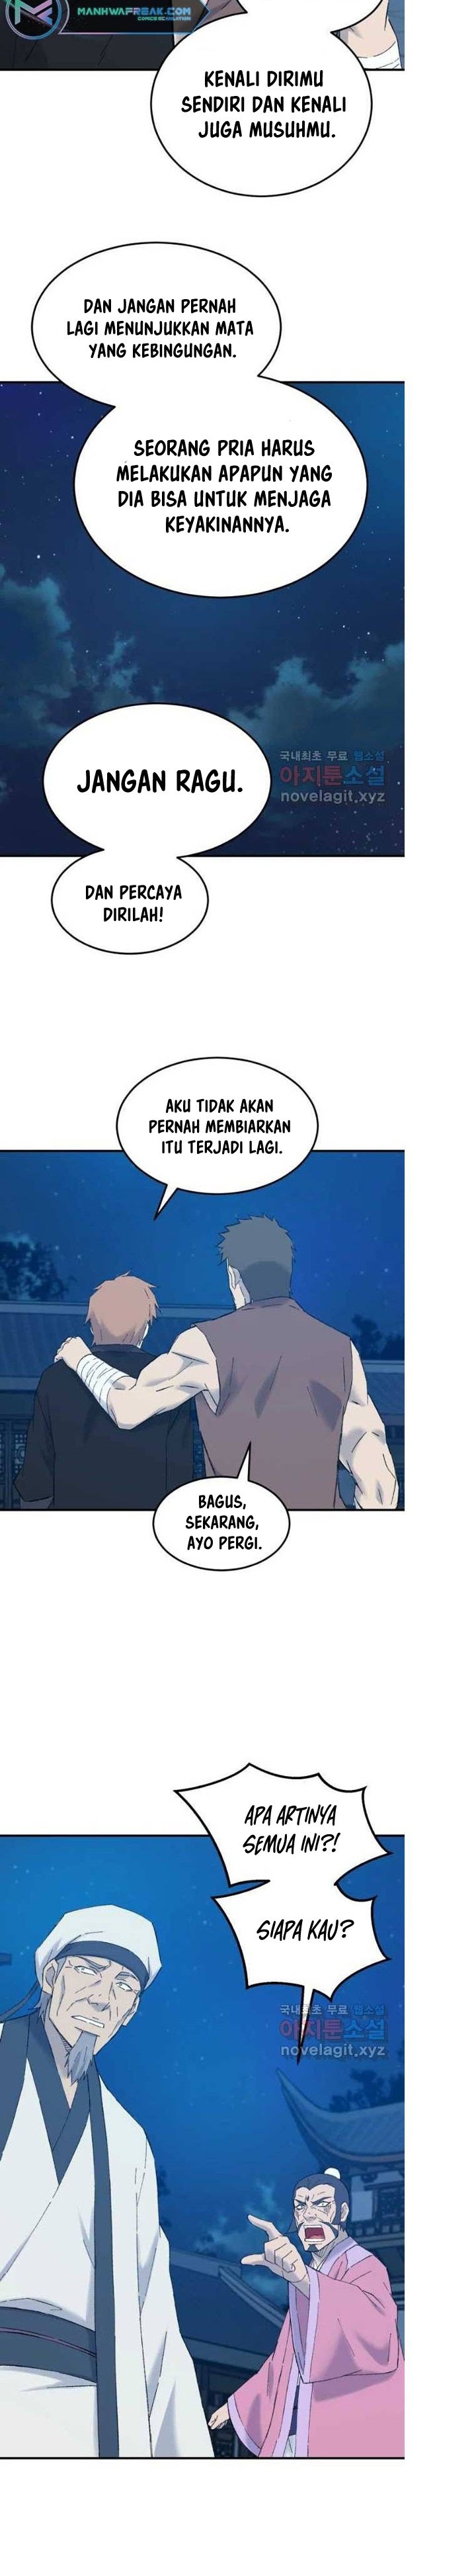 MANHWAFREAK.COM
COMICS SCANLATION
KENALI DIRIMU
SENDIRI DAN KENALI
JUGA MUSUHMU.
DAN JANGAN PERNAH
LAGI MENUNJUKKAN MATA
YANG KEBINGUNGAN.
SEORANG PRIA HARUS
MELAKUKAN APAPUN YANG
DIA BISA UNTUK MENJAGA
KEYAKINANNYA.
JANGAN RAGU.
국내최초 무료 웹소설
아지툰소설
novelagit.xyz
DAN PERCAYA
DIRILAH!
AKU TIDAK AKAN
PERNAH MEMBIARKAN
ITU TERJADI LAGI.
BAGUS,
SEKARANG,
AYO PERGI.
APA ARTINYA
SEMUA INI?!
SIAPA KAU?
국내최초 무료 웹소설
아지툰소설
novelagit.xyz